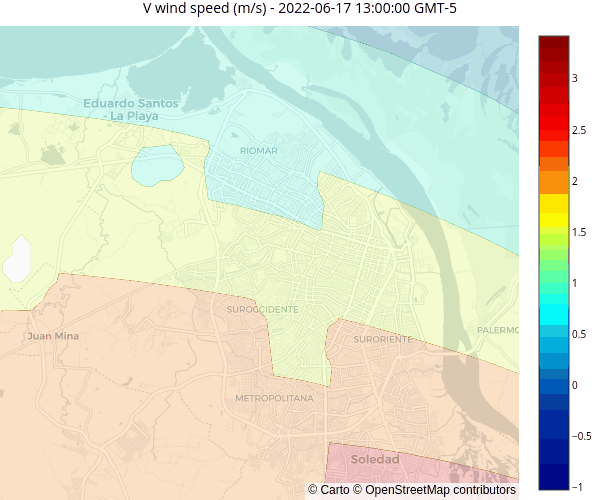 V wind speed (m/s) - 2022-06-17 13:00:00 GMT-5
Eduardo Santos
- La Playa
RIOMAR
SUROCCIDENTE
Juan Mina
SURORIENTE
PALERMO
METROPOLITANA
Soledad
© Carto © OpenStreetMap contributors
3
2.5
2
1.5
1
0.5
0
−0.5
−1